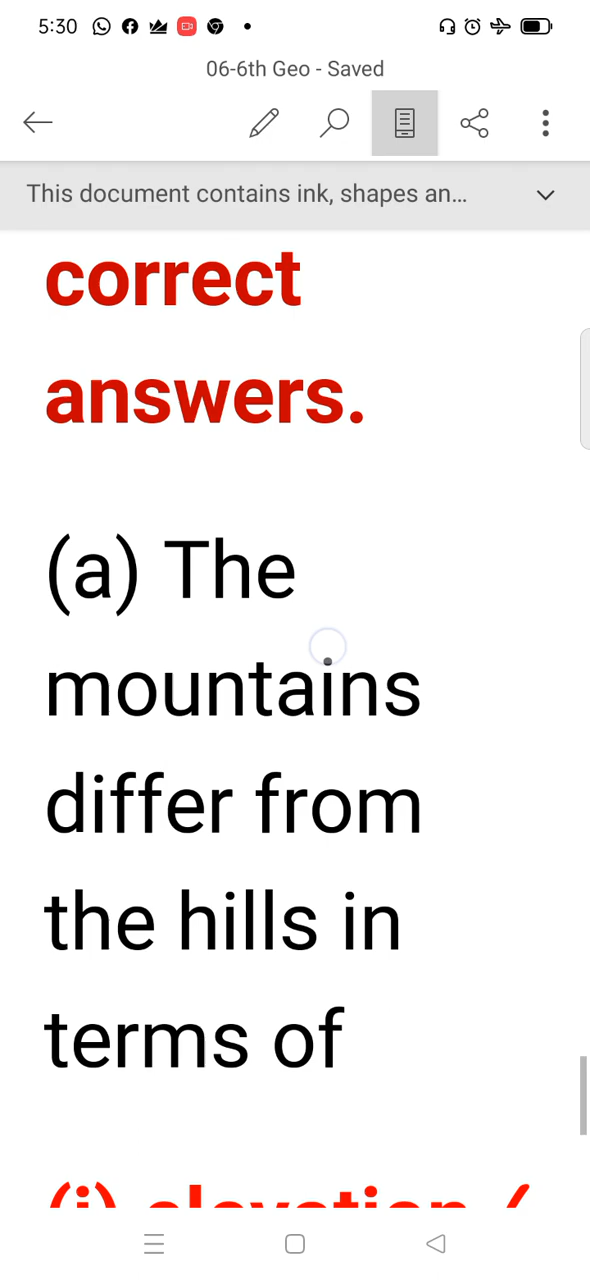 5:30
06-6th Geo - Saved
This document contains ink, shapes an...
correct
answers.
(a) The
mountains
differ from
the hills in
terms of
(i) elevation